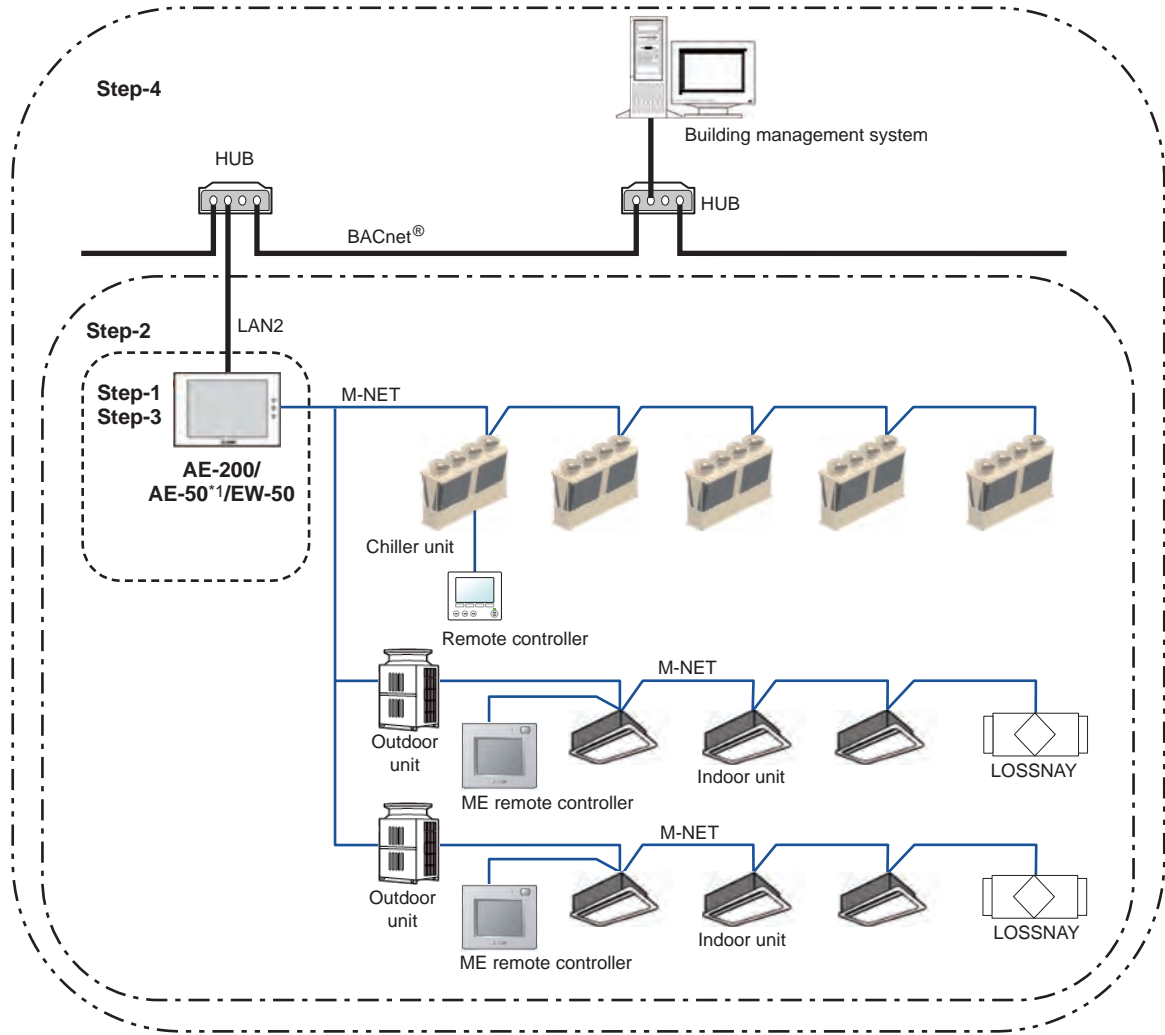 Step-4
Building management system
HUB
HUB
BACnet®
LAN2
Step-2
Step-1
Step-3
M-NET
AE-200/
AE-50*1/EW-50
Chiller unit
Remote controller
M-NET
Outdoor
unit
Indoor unit
LOSSNAY
ME remote controller
M-NET
Outdoor
unit
Indoor unit
LOSSNAY
ME remote controller